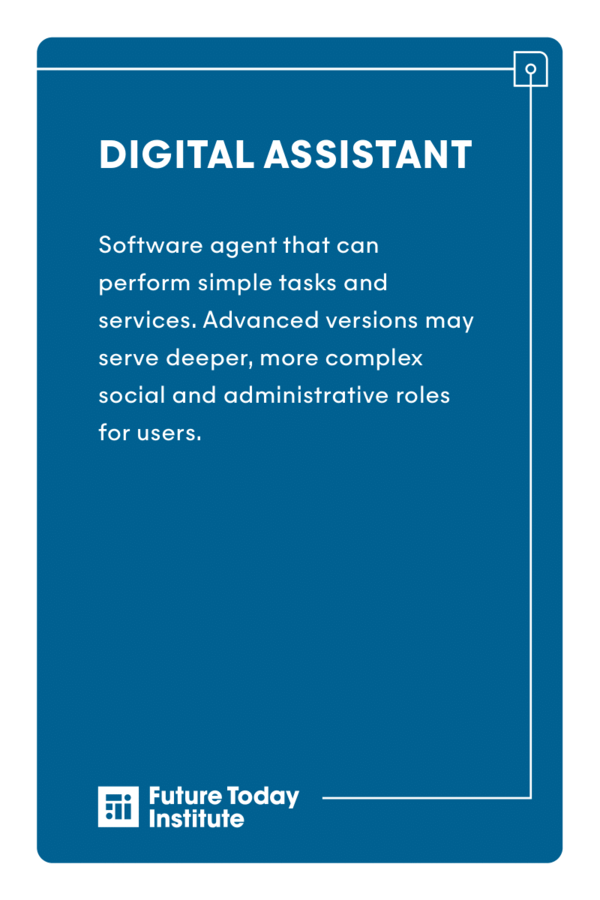 DIGITAL ASSISTANT
Software agent that can
perform simple tasks and
services. Advanced versions may
serve deeper, more complex
social and administrative roles
for users.
Future Today
Institute